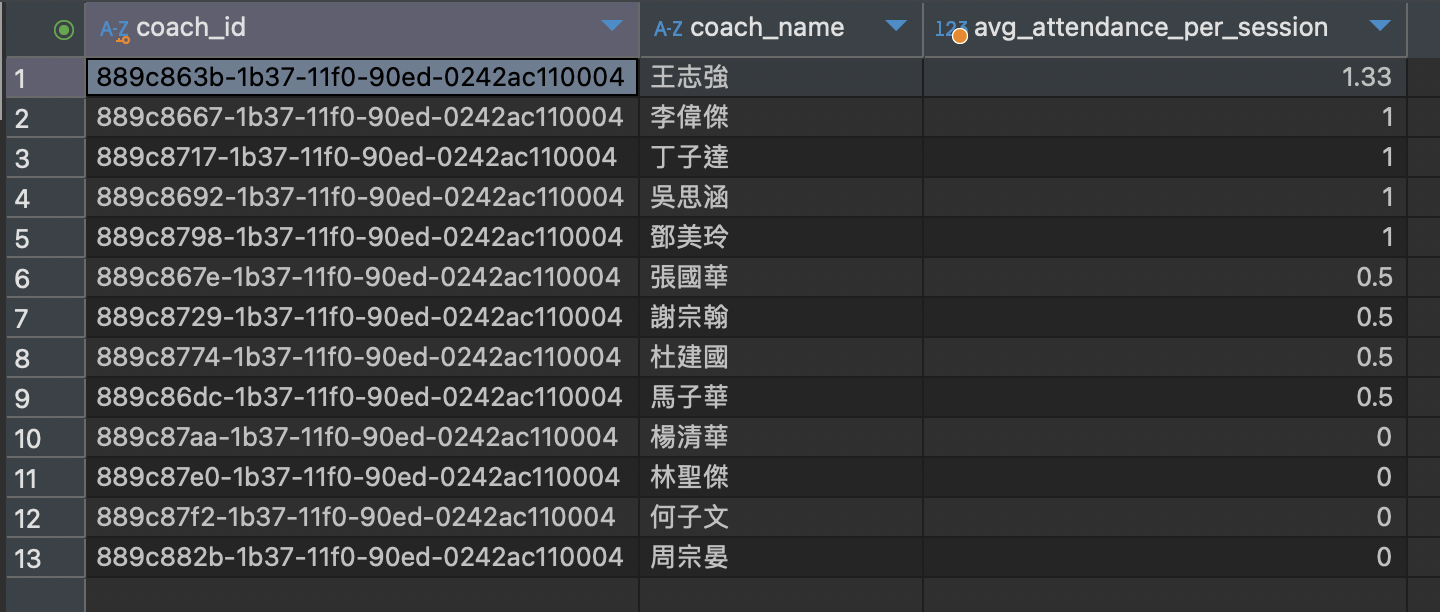 A-Z coach_id A-Z coach_name 123 avg_attendance_per_session
1 889c863b-1b37-11f0-90ed-0242ac110004 王志強 1.33
2 889c8667-1b37-11f0-90ed-0242ac110004 李偉傑 1
3 889c8717-1b37-11f0-90ed-0242ac110004 丁子達 1
4 889c8692-1b37-11f0-90ed-0242ac110004 吳思涵 1
5 889c8798-1b37-11f0-90ed-0242ac110004 鄧美玲 1
6 889c867e-1b37-11f0-90ed-0242ac110004 張國華 0.5
7 889c8729-1b37-11f0-90ed-0242ac110004 謝宗翰 0.5
8 889c8774-1b37-11f0-90ed-0242ac110004 杜建國 0.5
9 889c86dc-1b37-11f0-90ed-0242ac110004 馬子華 0.5
10 889c87aa-1b37-11f0-90ed-0242ac110004 楊清華 0
11 889c87e0-1b37-11f0-90ed-0242ac110004 林聖傑 0
12 889c87f2-1b37-11f0-90ed-0242ac110004 何子文 0
13 889c882b-1b37-11f0-90ed-0242ac110004 周宗晏 0